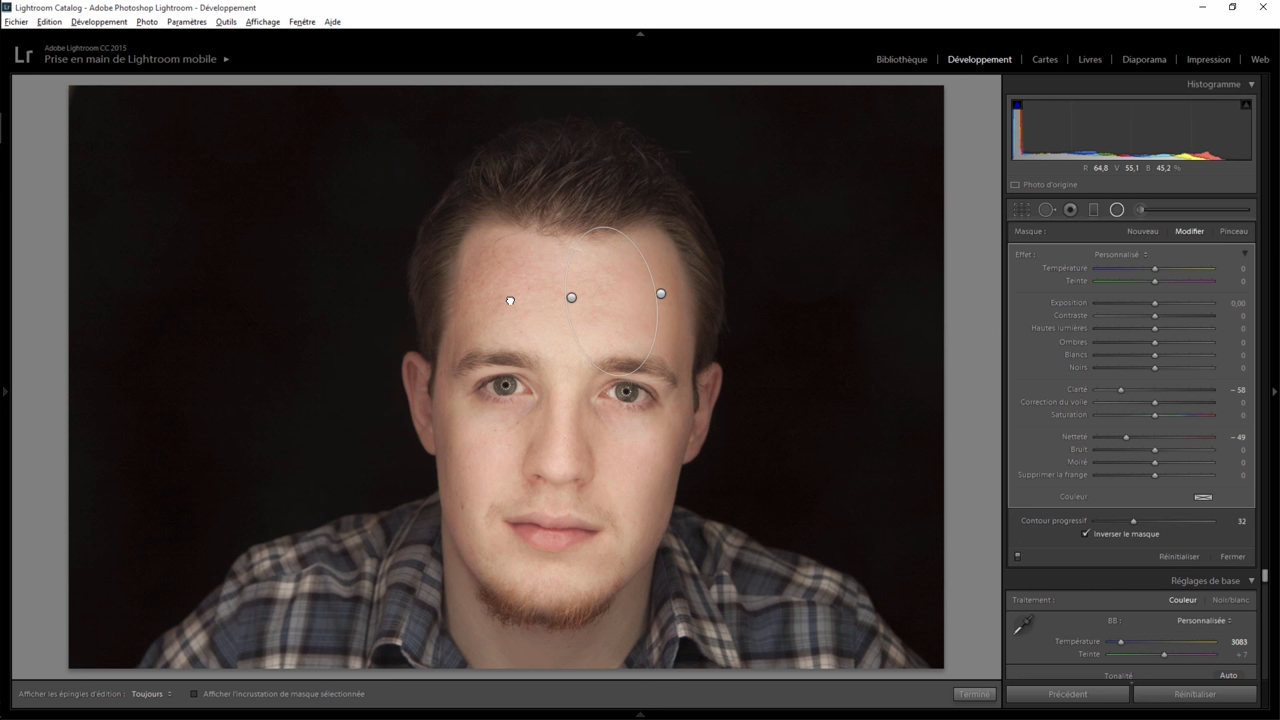 Lightroom Catalog - Adobe Photoshop Lightroom - Développement
Fichier Edition Développement Photo Paramètres Outils Affichage Fenêtre Aide
Lr
Adobe Lightroom CC 2015
Prise en main de Lightroom mobile
Bibliothèque | Développement | Cartes | Livres | Diaporama | Impression | Web
Histogramme
R 64,8 V 55,1 B 45,2 %
Photo d'origine
Masque : Nouveau Modifier Pinceau
Effet : Personnalisé
Température 0
Teinte 0
Exposition 0,00
Contraste 0
Hautes lumières 0
Ombres 0
Blancs 0
Noirs 0
Clarté – 58
Correction du voile 0
Saturation 0
Netteté – 49
Bruit 0
Moiré 0
Supprimer la frange 0
Couleur
Contour progressif 32
Inverser le masque
Réinitialiser Fermer
Réglages de base
Traitement : Couleur Noir/blanc
BB : Personnalisée
Température 3083
Teinte + 7
Tonalité Auto
Afficher les épingles d'édition : Toujours Afficher l'incrustation de masque sélectionnée Terminé
Précédent Réinitialiser